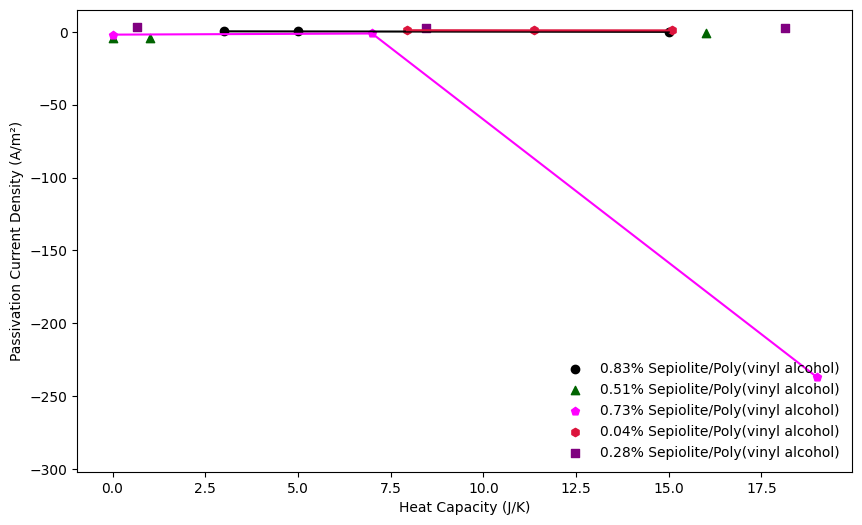 0
−50
−100
−150
−200
−250
−300
Passivation Current Density (A/m²)
0.83% Sepiolite/Poly(vinyl alcohol)
0.51% Sepiolite/Poly(vinyl alcohol)
0.73% Sepiolite/Poly(vinyl alcohol)
0.04% Sepiolite/Poly(vinyl alcohol)
0.28% Sepiolite/Poly(vinyl alcohol)
0.0 2.5 5.0 7.5 10.0 12.5 15.0 17.5
Heat Capacity (J/K)